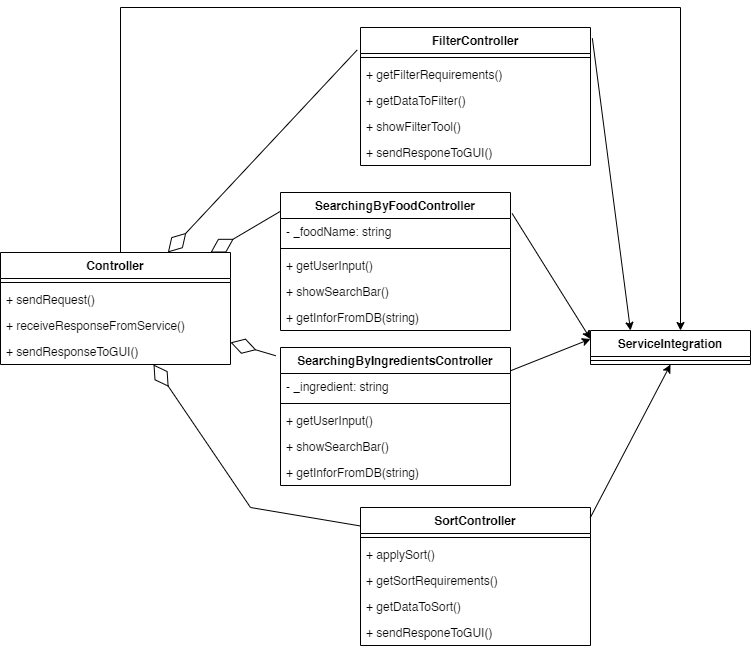 FilterController
+ getFilterRequirements()
+ getDataToFilter()
+ showFilterTool()
+ sendResponeToGUI()
SearchingByFoodController
- _foodName: string
+ getUserInput()
+ showSearchBar()
+ getInforFromDB(string)
Controller
+ sendRequest()
+ receiveResponseFromService()
+ sendResponseToGUI()
ServiceIntegration
SearchingByIngredientsController
- _ingredient: string
+ getUserInput()
+ showSearchBar()
+ getInforFromDB(string)
SortController
+ applySort()
+ getSortRequirements()
+ getDataToSort()
+ sendResponeToGUI()